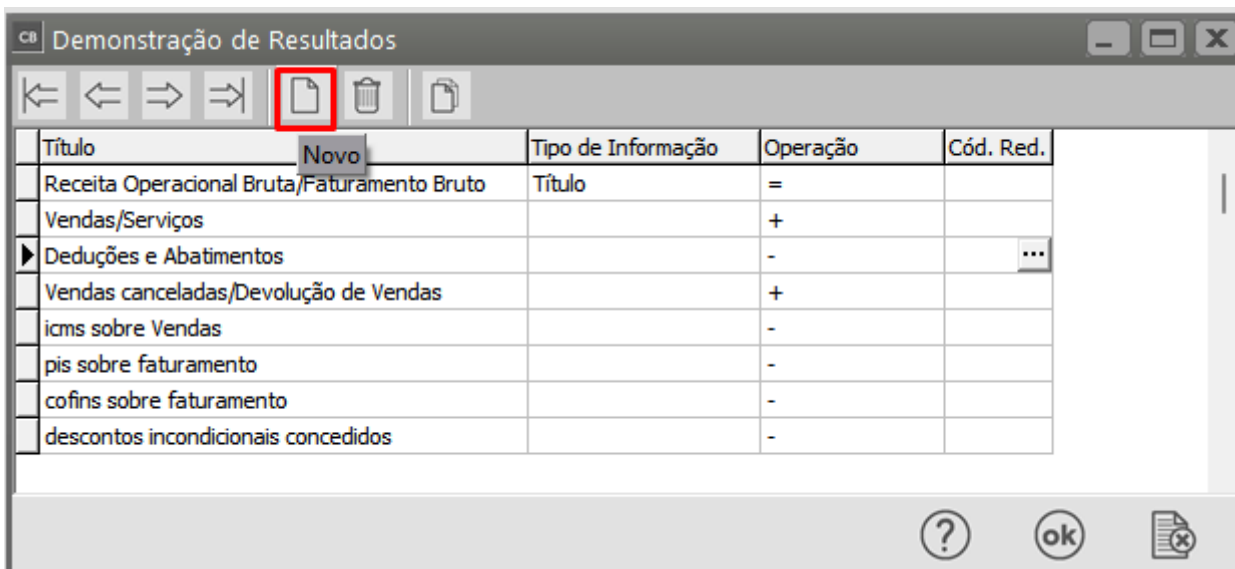 CB Demonstração de Resultados
Título Tipo de Informação Operação Cód. Red.
Novo
Receita Operacional Bruta/Faturamento Bruto Título =
Vendas/Serviços +
Deduções e Abatimentos - ...
Vendas canceladas/Devolução de Vendas +
icms sobre Vendas -
pis sobre faturamento -
cofins sobre faturamento -
descontos incondicionais concedidos -
? ok